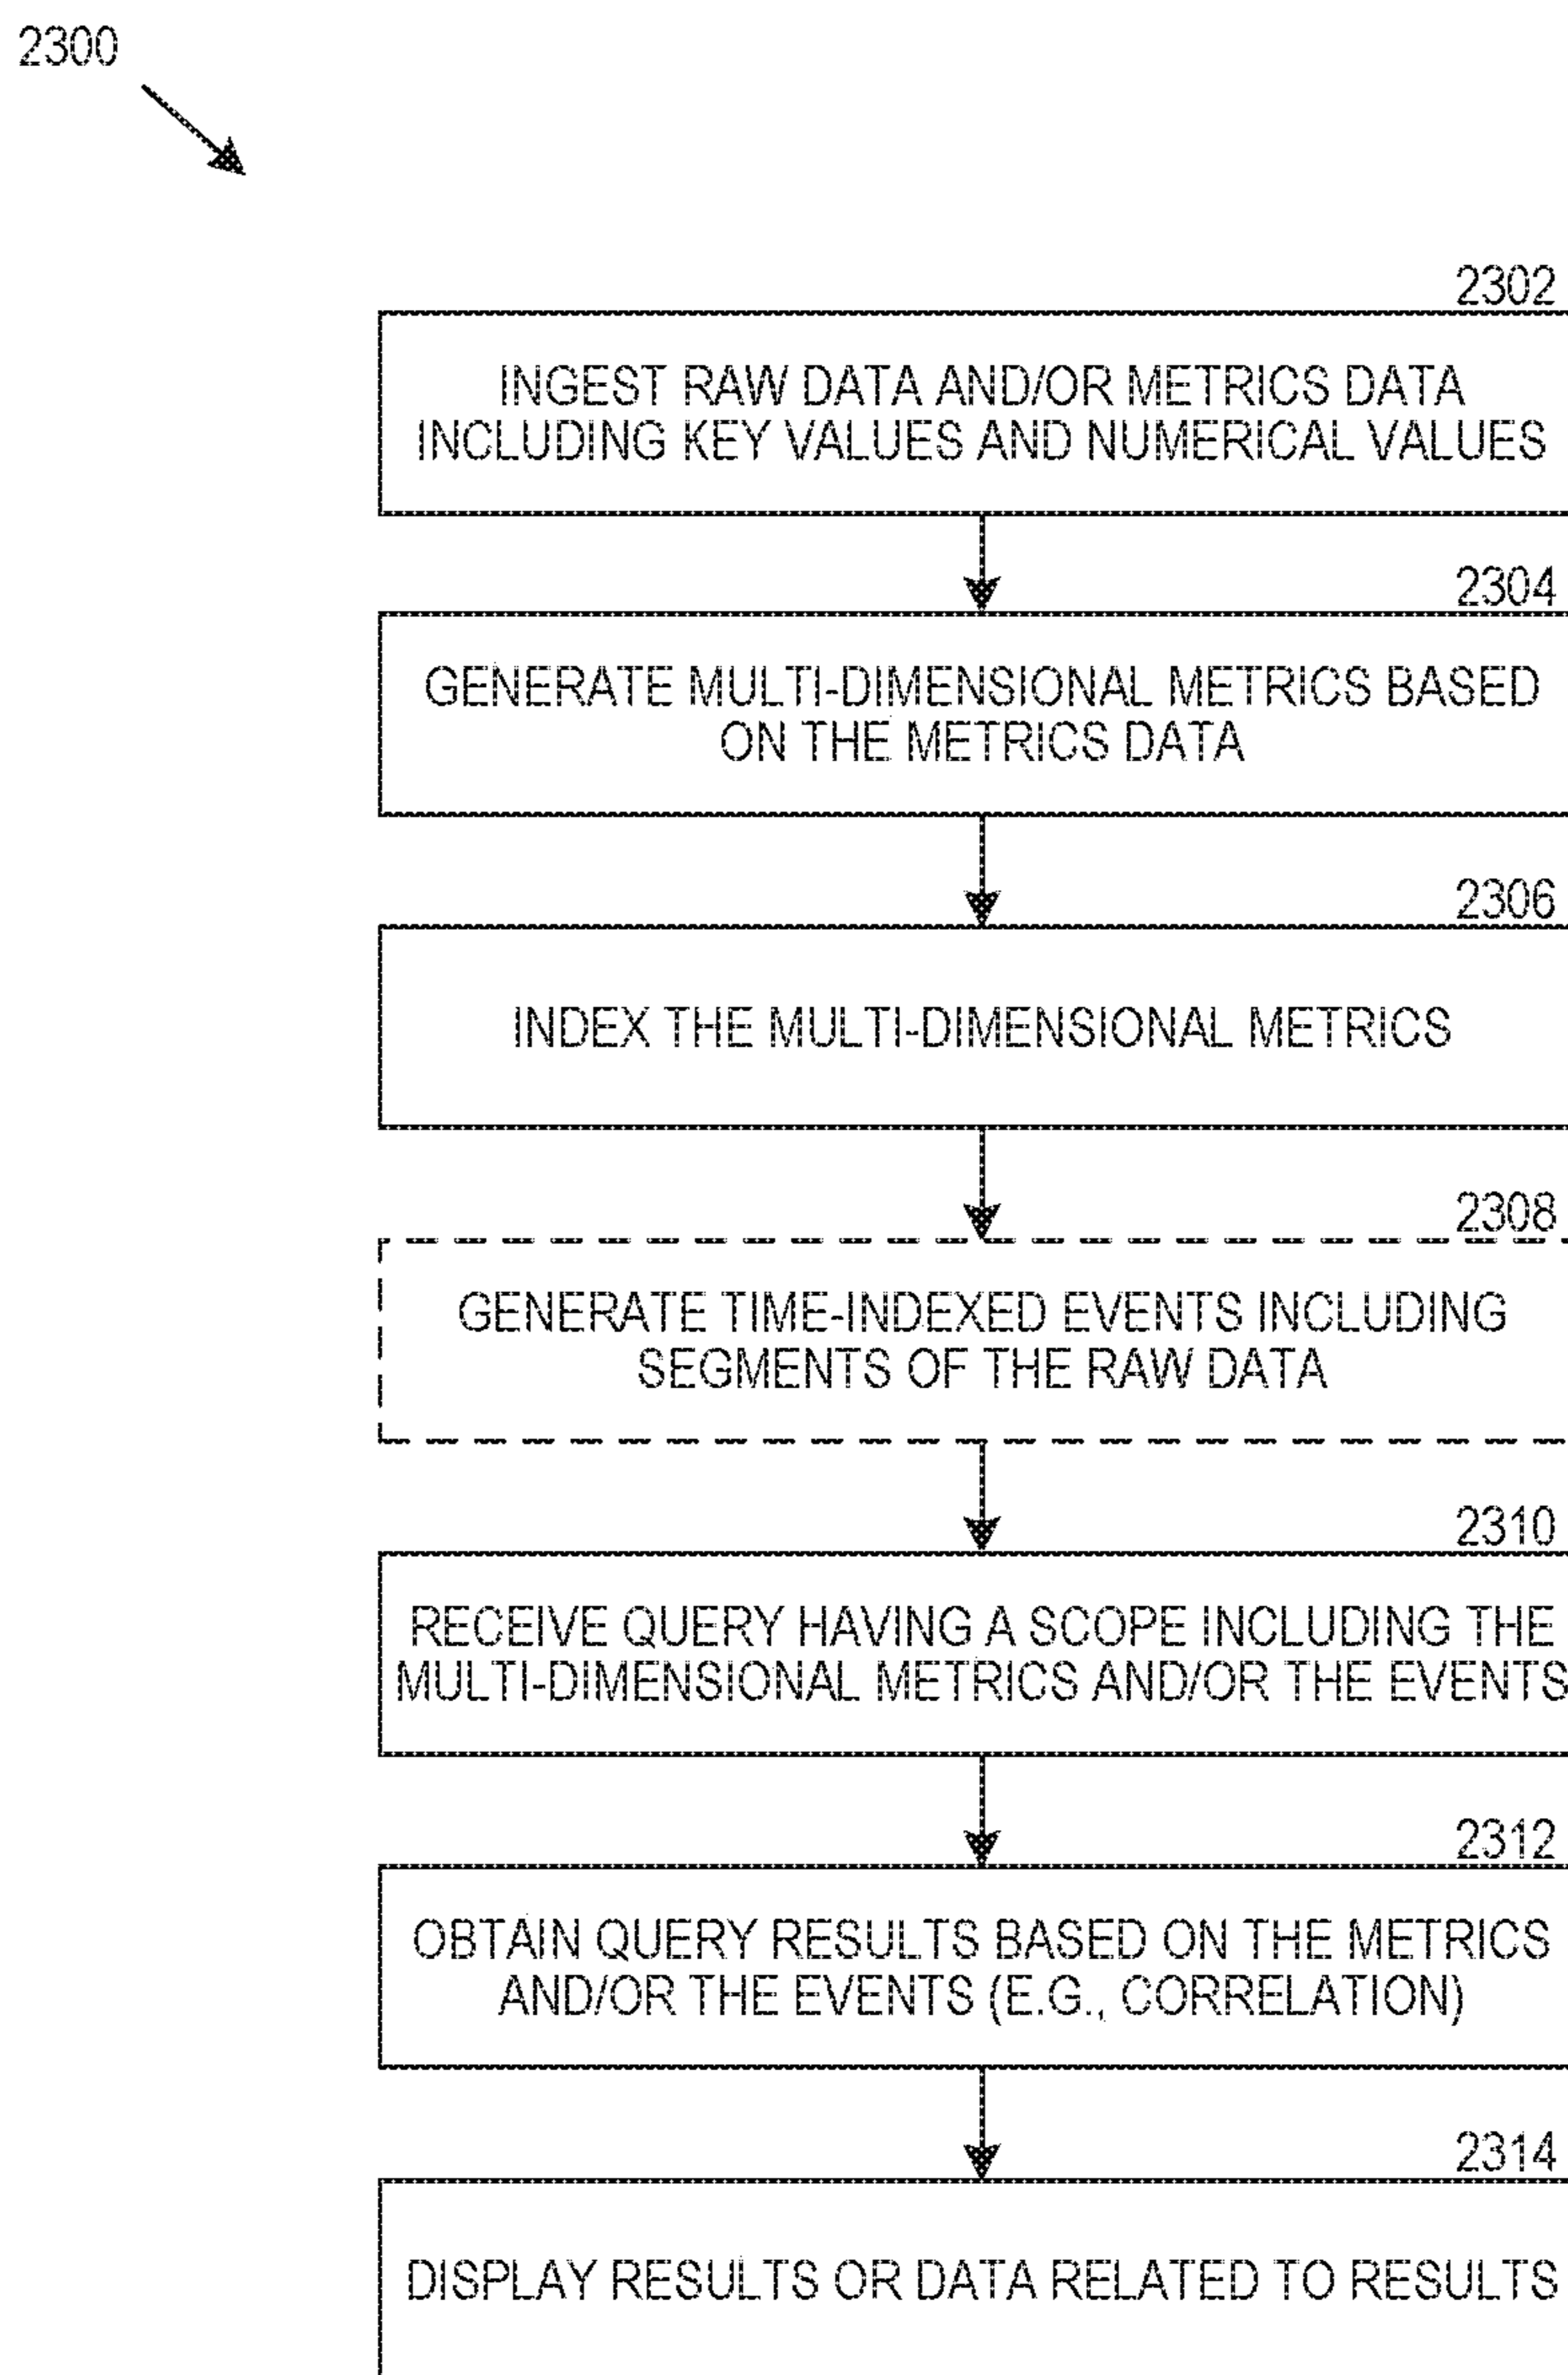 2300
2302
INGEST RAW DATA AND/OR METRICS DATA
INCLUDING KEY VALUES AND NUMERICAL VALUES
2304
GENERATE MULTI-DIMENSIONAL METRICS BASED
ON THE METRICS DATA
2306
INDEX THE MULTI-DIMENSIONAL METRICS
2308
GENERATE TIME-INDEXED EVENTS INCLUDING
SEGMENTS OF THE RAW DATA
2310
RECEIVE QUERY HAVING A SCOPE INCLUDING THE
MULTI-DIMENSIONAL METRICS AND/OR THE EVENTS
2312
OBTAIN QUERY RESULTS BASED ON THE METRICS
AND/OR THE EVENTS (E.G., CORRELATION)
2314
DISPLAY RESULTS OR DATA RELATED TO RESULTS